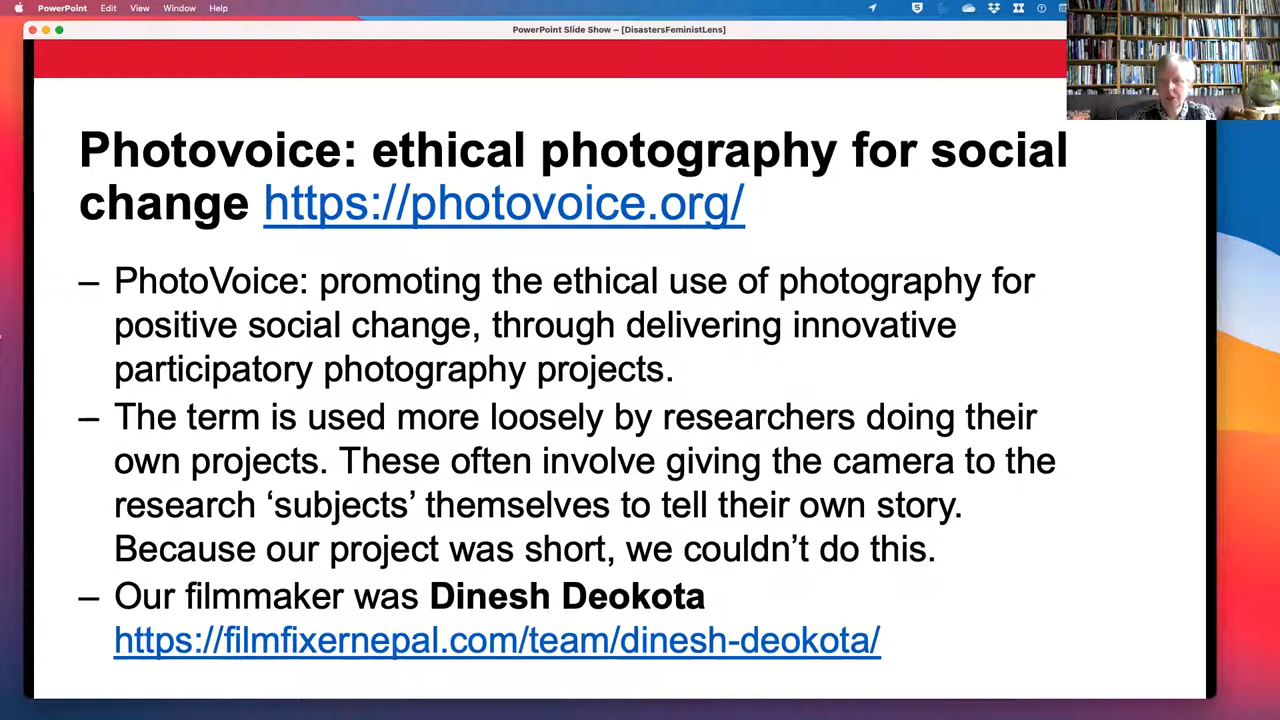 PowerPoint Edit View Window Help
PowerPoint Slide Show – [DisastersFeministLens]
Photovoice: ethical photography for social
change https://photovoice.org/
– PhotoVoice: promoting the ethical use of photography for
positive social change, through delivering innovative
participatory photography projects.
– The term is used more loosely by researchers doing their
own projects. These often involve giving the camera to the
research ‘subjects’ themselves to tell their own story.
Because our project was short, we couldn’t do this.
– Our filmmaker was Dinesh Deokota
https://filmfixernepal.com/team/dinesh-deokota/